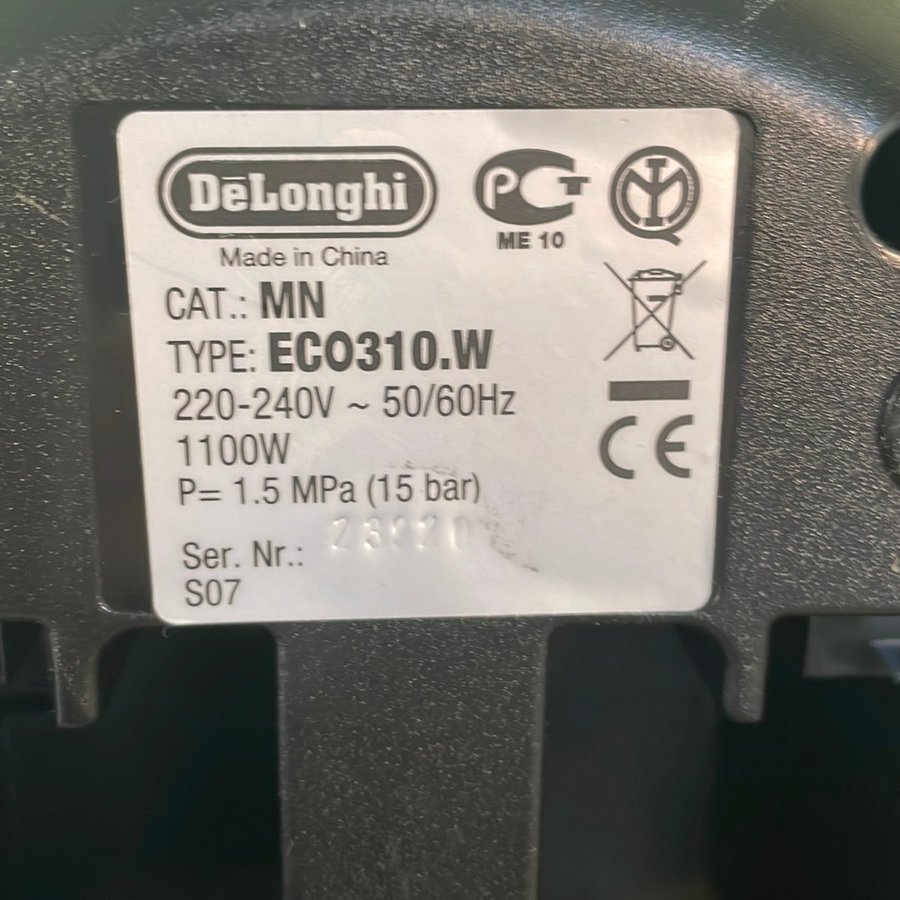 DēLonghi
Made in China
РСТ
ME 10
CAT.: MN
TYPE: ECO310.W
220-240V ~ 50/60Hz
1100W
P= 1.5 MPa (15 bar)
Ser. Nr.:
S07
CE